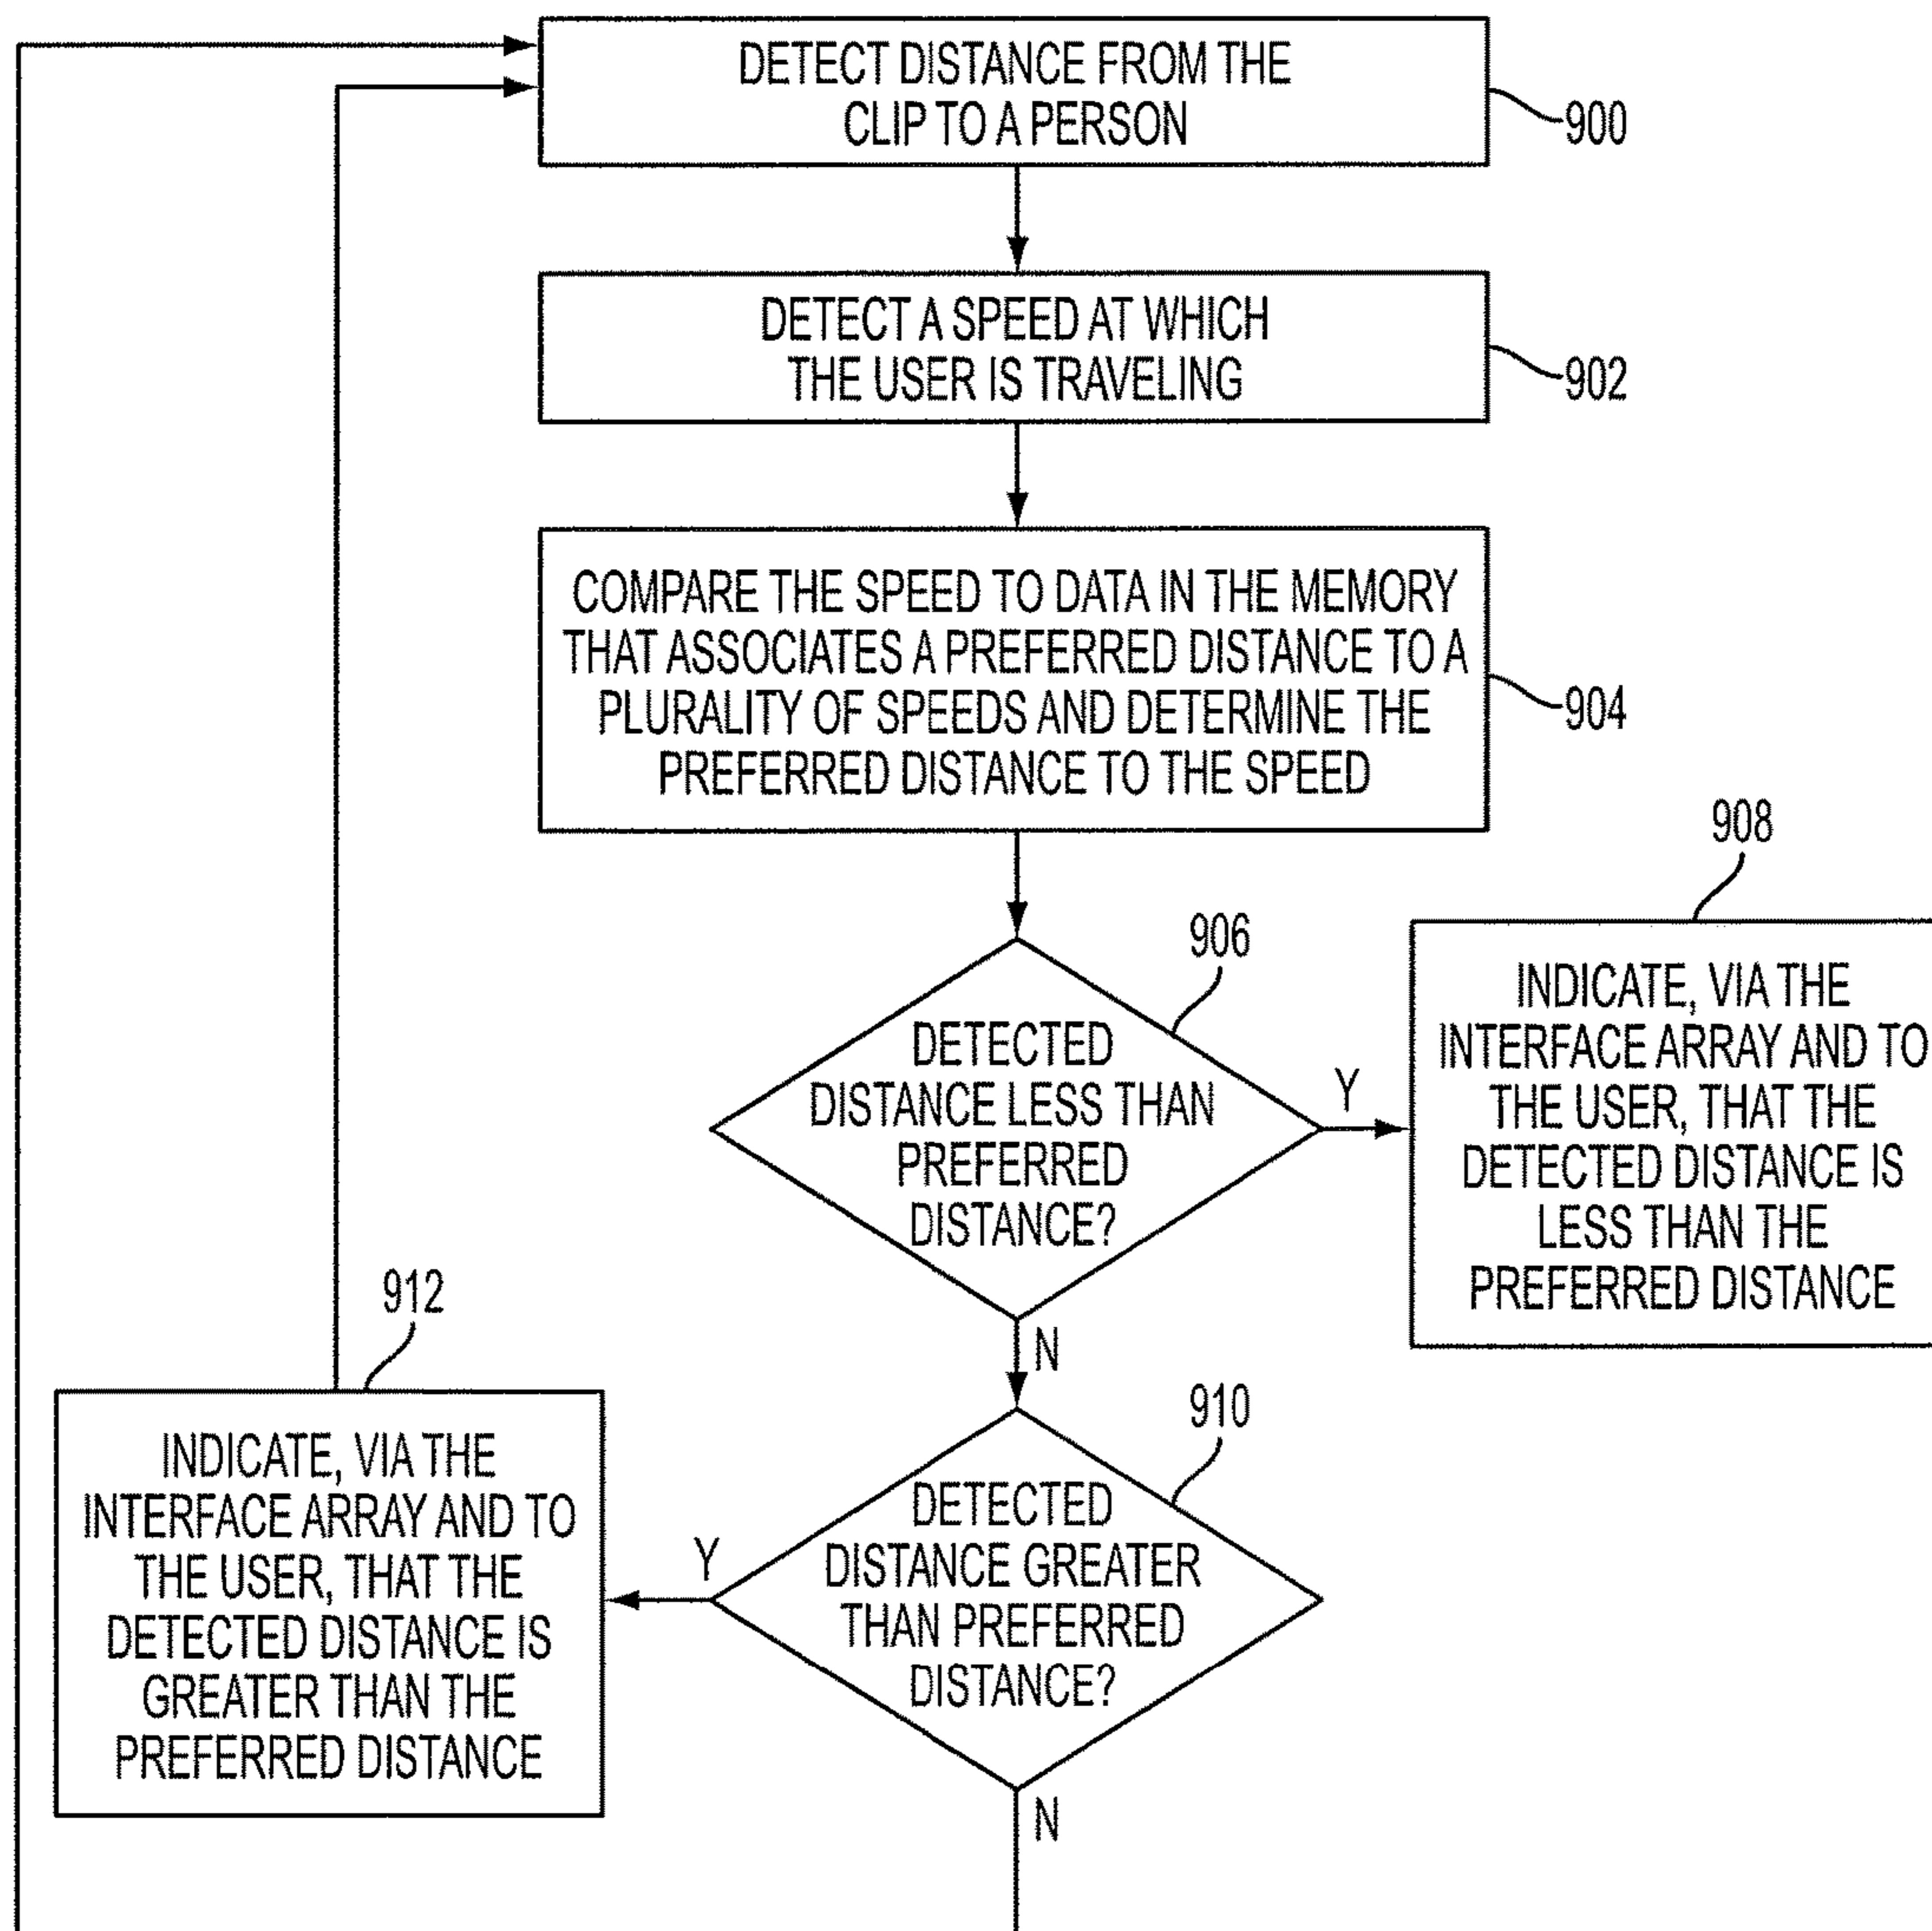 DETECT DISTANCE FROM THE
CLIP TO A PERSON
900
DETECT A SPEED AT WHICH
THE USER IS TRAVELING
902
COMPARE THE SPEED TO DATA IN THE MEMORY
THAT ASSOCIATES A PREFERRED DISTANCE TO A
PLURALITY OF SPEEDS AND DETERMINE THE
PREFERRED DISTANCE TO THE SPEED
904
906
DETECTED
DISTANCE LESS THAN
PREFERRED
DISTANCE?
Y
N
908
INDICATE, VIA THE
INTERFACE ARRAY AND TO
THE USER, THAT THE
DETECTED DISTANCE IS
LESS THAN THE
PREFERRED DISTANCE
910
DETECTED
DISTANCE GREATER
THAN PREFERRED
DISTANCE?
Y
N
912
INDICATE, VIA THE
INTERFACE ARRAY AND TO
THE USER, THAT THE
DETECTED DISTANCE IS
GREATER THAN THE
PREFERRED DISTANCE